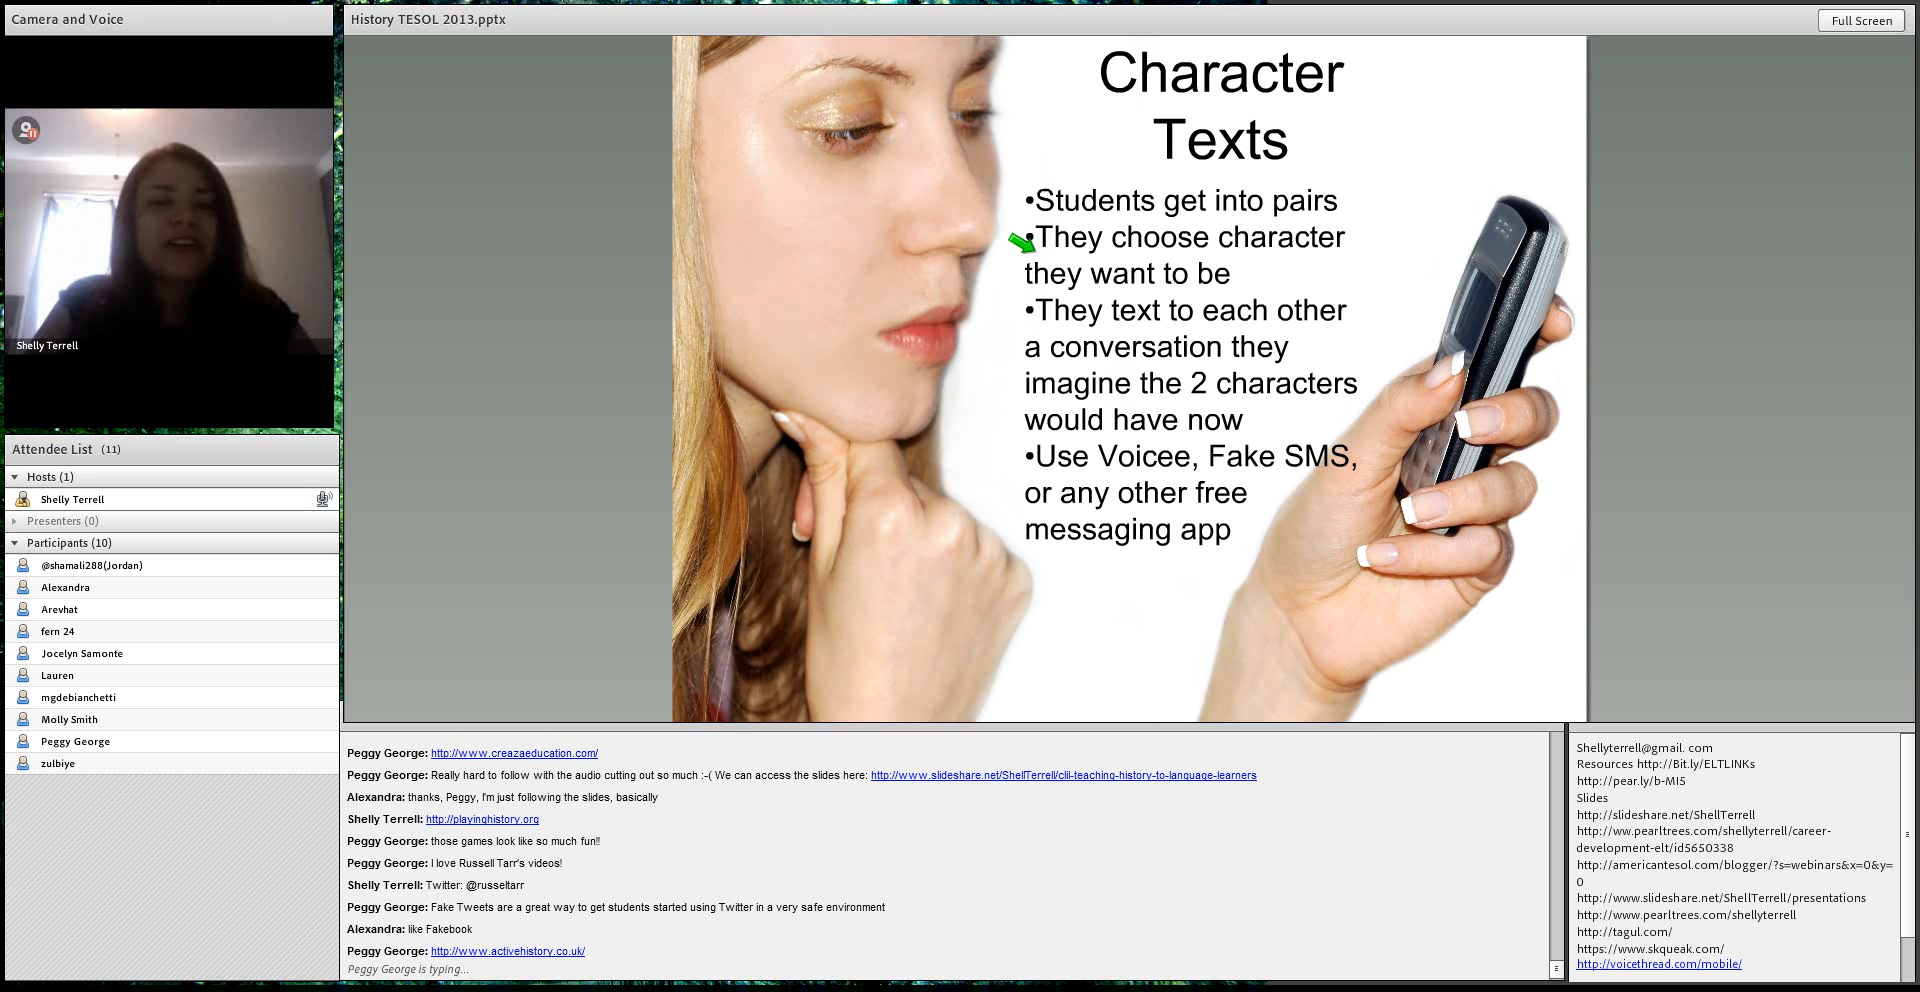 Camera and Voice
Shelly Terrell
Attendee List (11)
Hosts (1)
Shelly Terrell
Presenters (0)
Participants (10)
@shamali288(Jordan)
Alexandra
Arevhat
fern 24
Jocelyn Samonte
Lauren
mgdebianchetti
Molly Smith
Peggy George
zulbiye
History TESOL 2013.pptx
Full Screen
Character
Texts
•Students get into pairs
•They choose character
they want to be
•They text to each other
a conversation they
imagine the 2 characters
would have now
•Use Voicee, Fake SMS,
or any other free
messaging app
Peggy George: http://www.creazaeducation.com/
Peggy George: Really hard to follow with the audio cutting out so much :-( We can access the slides here: http://www.slideshare.net/ShellTerrell/clil-teaching-history-to-language-learners
Alexandra: thanks, Peggy, I'm just following the slides, basically
Shelly Terrell: http://playinghistory.org
Peggy George: those games look like so much fun!!
Peggy George: I love Russell Tarr's videos!
Shelly Terrell: Twitter: @russeltarr
Peggy George: Fake Tweets are a great way to get students started using Twitter in a very safe environment
Alexandra: like Fakebook
Peggy George: http://www.activehistory.co.uk/
Peggy George is typing...
Shellyterrell@gmail. com
Resources http://Bit.ly/ELTLINKs
http://pear.ly/b-MI5
Slides
http://slideshare.net/ShellTerrell
http://ww.pearltrees.com/shellyterrell/career-
development-elt/id5650338
http://americantesol.com/blogger/?s=webinars&x=0&y=
0
http://www.slideshare.net/ShellTerrell/presentations
http://www.pearltrees.com/shellyterrell
http://tagul.com/
https://www.skqueak.com/
http://voicethread.com/mobile/